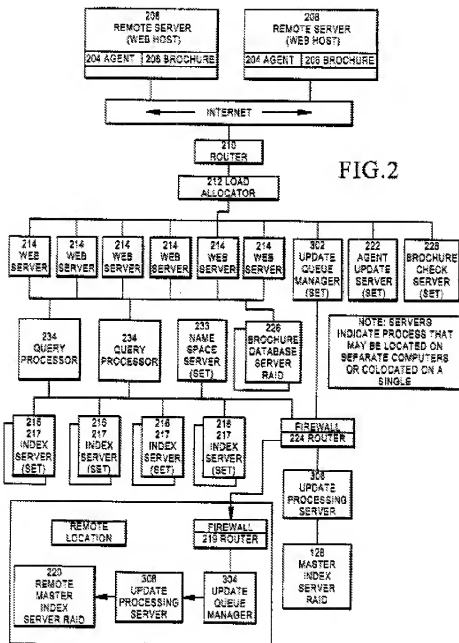 208
REMOTE SERVER
(WEB HOST)
204 AGENT
206 BROCHURE
208
REMOTE SERVER
(WEB HOST)
204 AGENT
206 BROCHURE
INTERNET
210
ROUTER
FIG.2
212 LOAD
ALLOCATOR
214
WEB
SERVER
214
WEB
SERVER
214
WEB
SERVER
214
WEB
SERVER
214
WEB
SERVER
214
WEB
SERVER
302
UPDATE
QUEUE
MANAGER
(SET)
222
AGENT
UPDATE
SERVER
(SET)
228
BROCHURE
CHECK
SERVER
(SET)
234
QUERY
PROCESSOR
234
QUERY
PROCESSOR
233
NAME
SPACE
SERVER
(SET)
226
BROCHURE
DATABASE
SERVER
RAID
NOTE: SERVERS
INDICATE PROCESS THAT
MAY BE LOCATED ON
SEPARATE COMPUTERS
OR COLOCATED ON A
SINGLE
216
217
INDEX
SERVER
(SET)
216
217
INDEX
SERVER
(SET)
216
217
INDEX
SERVER
(SET)
216
217
INDEX
SERVER
(SET)
FIREWALL
224 ROUTER
306
UPDATE
PROCESSING
SERVER
128
MASTER
INDEX
SERVER
RAID
REMOTE
LOCATION
FIREWALL
219 ROUTER
220
REMOTE
MASTER
INDEX
SERVER RAID
308
UPDATE
PROCESSING
SERVER
304
UPDATE
QUEUE
MANAGER